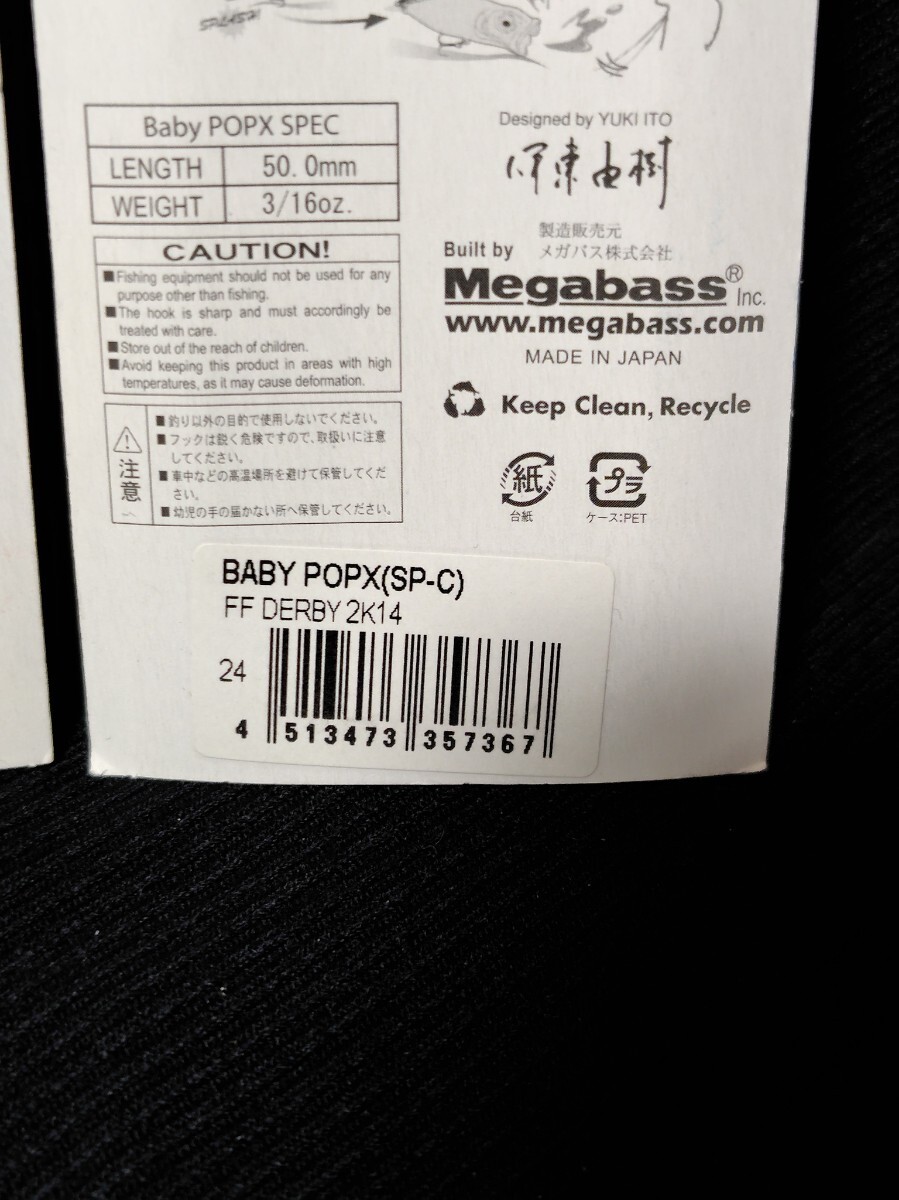 SPLASH
Baby POPX SPEC
LENGTH 50. 0mm
WEIGHT 3/16oz.
CAUTION!
■Fishing equipment should not be used for any
purpose other than fishing.
■The hook is sharp and must accordingly be
treated with care.
■Store out of the reach of children.
■Avoid keeping this product in areas with high
temperatures, as it may cause deformation.
注意
■釣り以外の目的で使用しないでください。
■フックは鋭く危険ですので、取扱いに注意
してください。
■車中などの高温場所を避けて保管してくだ
さい。
■幼児の手の届かない所へ保管してください。
Designed by YUKI ITO
伊東由樹
製造販売元
Built by メガバス株式会社
Megabass® Inc.
www.megabass.com
MADE IN JAPAN
Keep Clean, Recycle
紙
台紙
プラ
ケース:PET
BABY POPX(SP-C)
FF DERBY 2K14
24
4 513473 357367